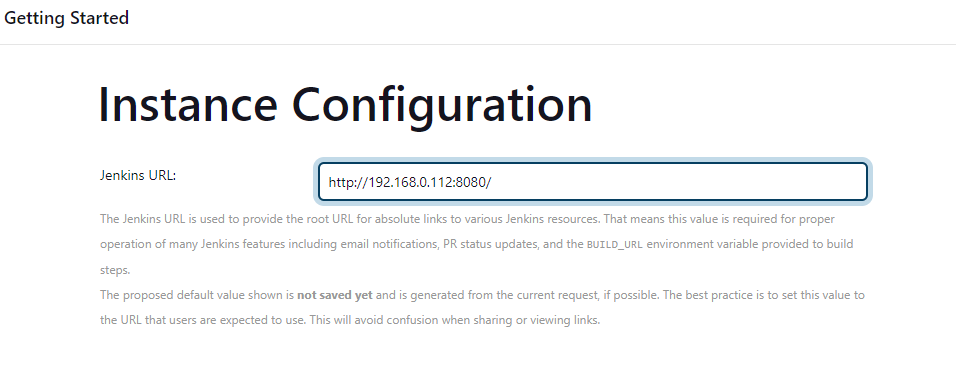 Getting Started
Instance Configuration
Jenkins URL:
http://192.168.0.112:8080/
The Jenkins URL is used to provide the root URL for absolute links to various Jenkins resources. That means this value is required for proper
operation of many Jenkins features including email notifications, PR status updates, and the BUILD_URL environment variable provided to build
steps.
The proposed default value shown is not saved yet and is generated from the current request, if possible. The best practice is to set this value to
the URL that users are expected to use. This will avoid confusion when sharing or viewing links.